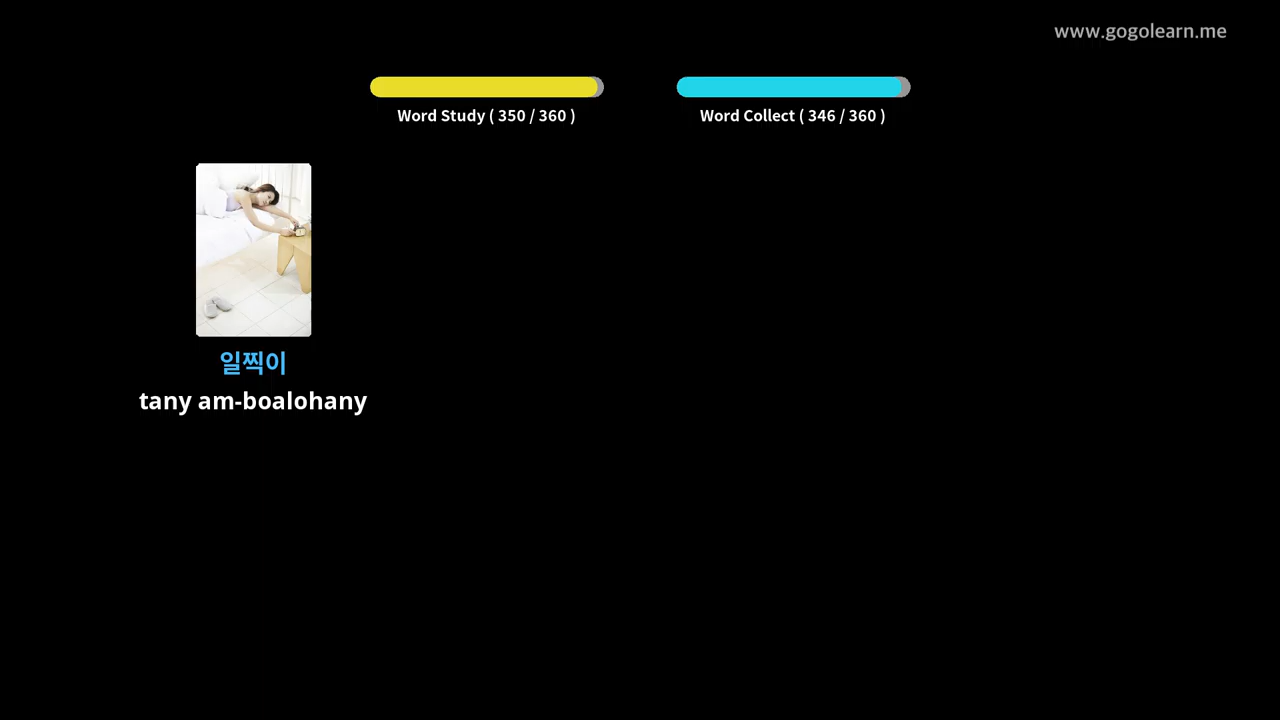 www.gogolearn.me
Word Study ( 350 / 360 )
Word Collect ( 346 / 360 )
일찍이
tany am-boalohany